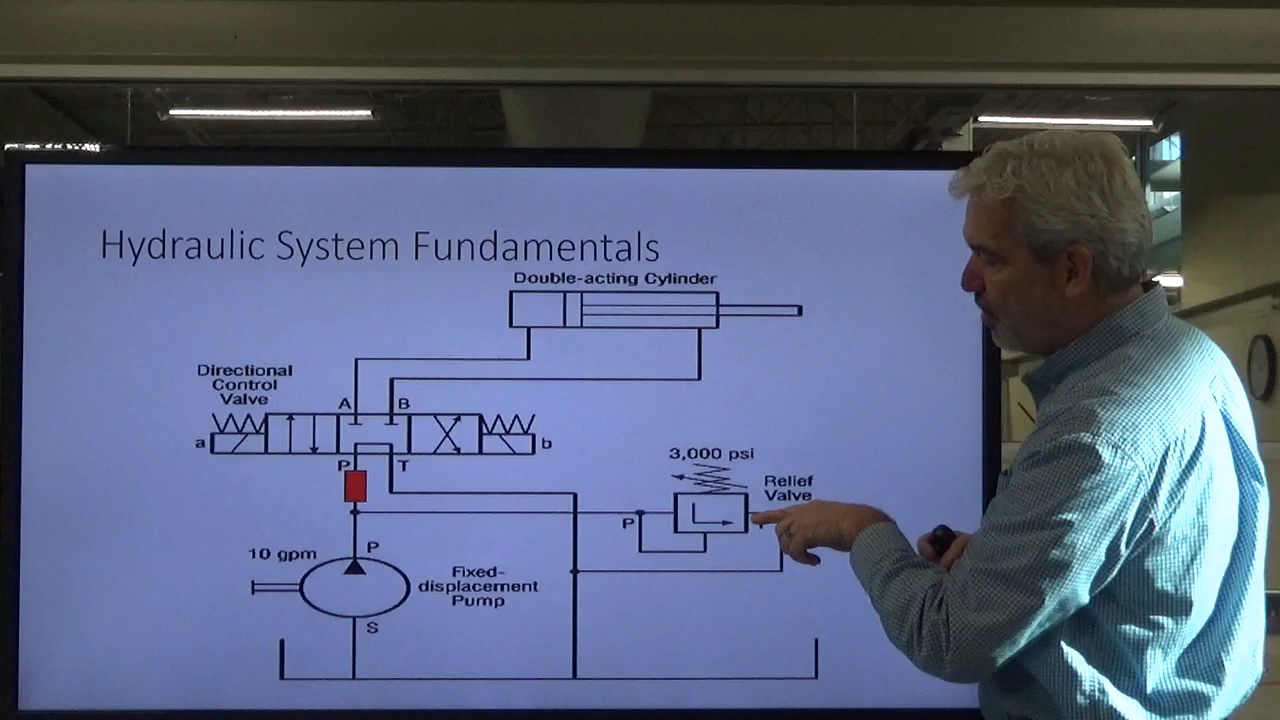 Hydraulic System Fundamentals
Double-acting Cylinder
Directional
Control
Valve
A
B
a
b
P
T
3,000 psi
Relief
Valve
P
10 gpm
P
Fixed-
displacement
Pump
S